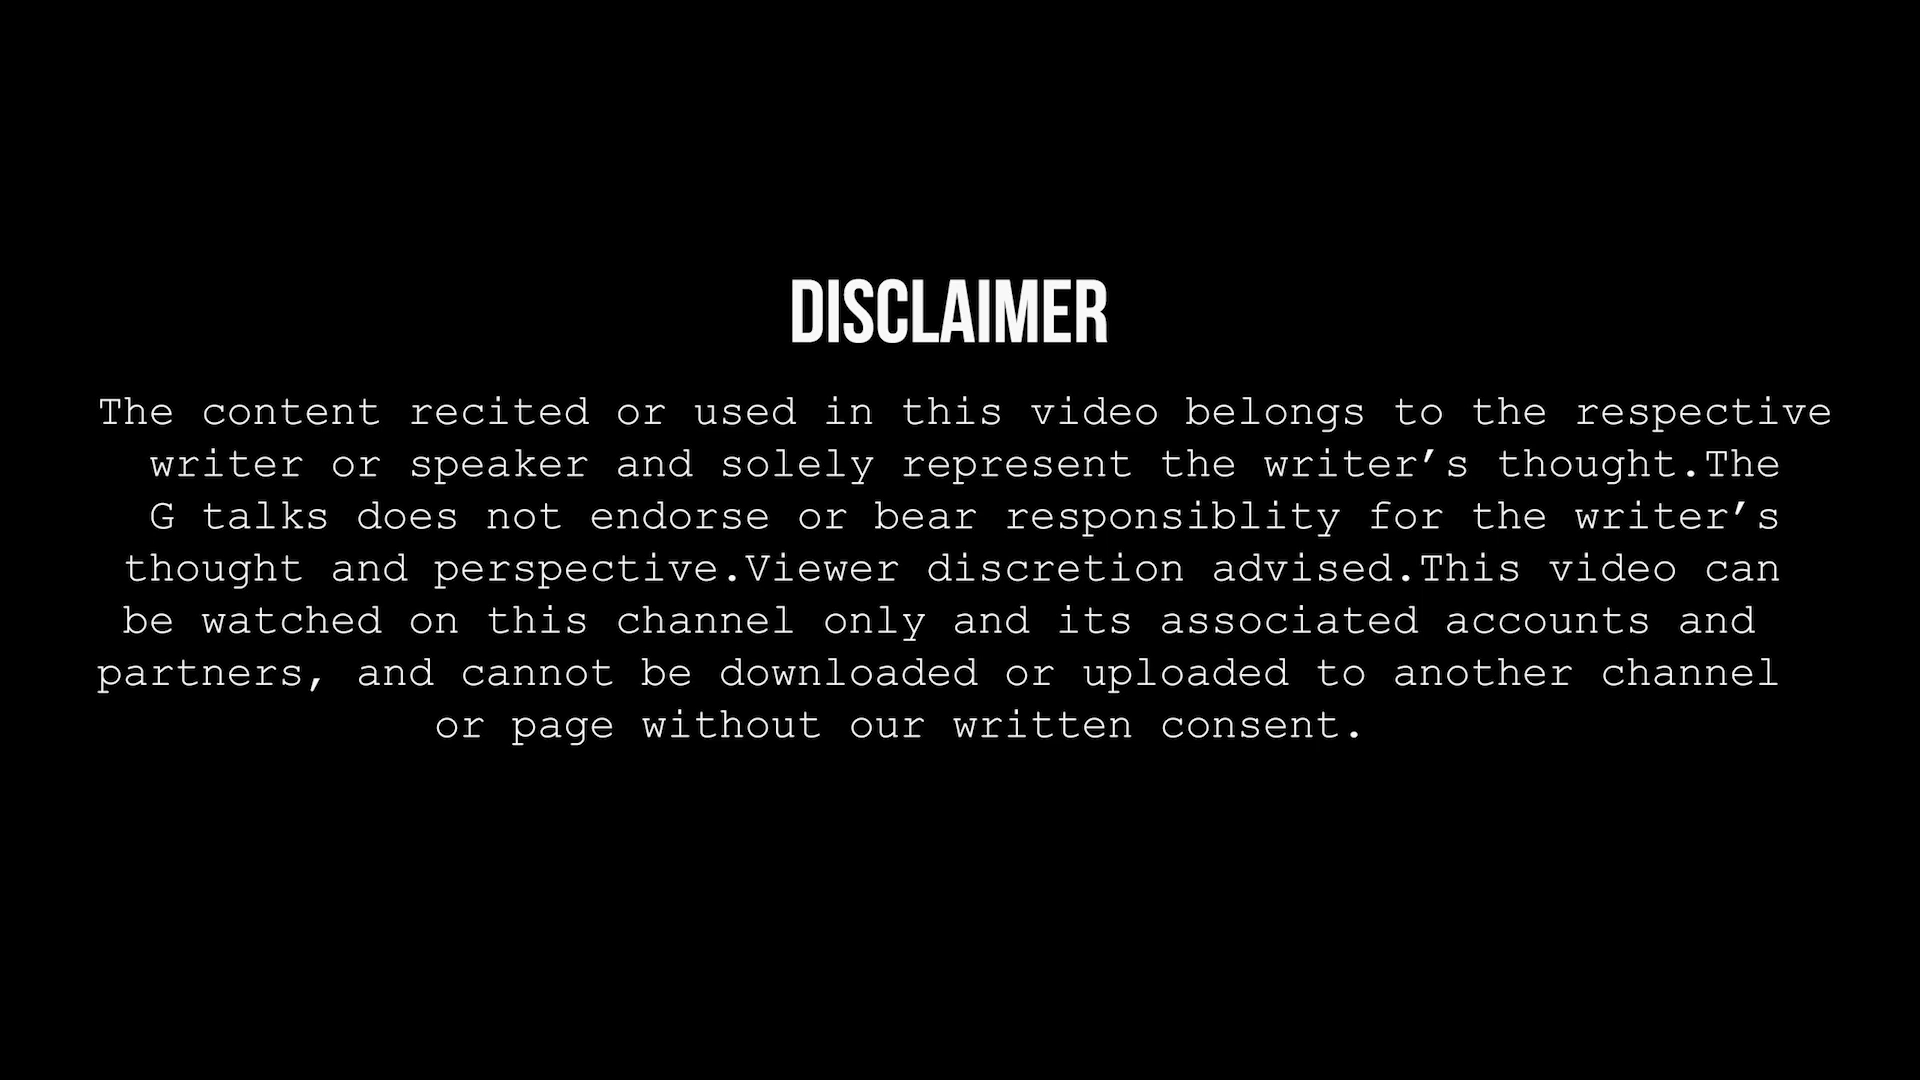 DISCLAIMER
The content recited or used in this video belongs to the respective
writer or speaker and solely represent the writer’s thought.The
G talks does not endorse or bear responsiblity for the writer’s
thought and perspective.Viewer discretion advised.This video can
be watched on this channel only and its associated accounts and
partners, and cannot be downloaded or uploaded to another channel
or page without our written consent.